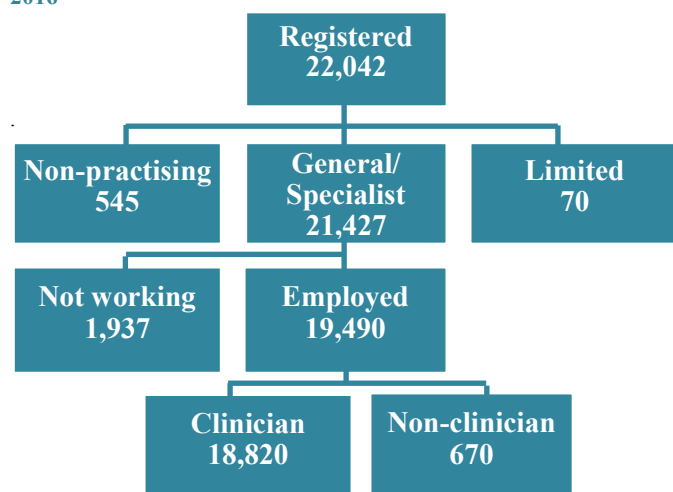 Registered
22,042
Non-practising
545
General/
Specialist
21,427
Limited
70
Not working
1,937
Employed
19,490
Clinician
18,820
Non-clinician
670